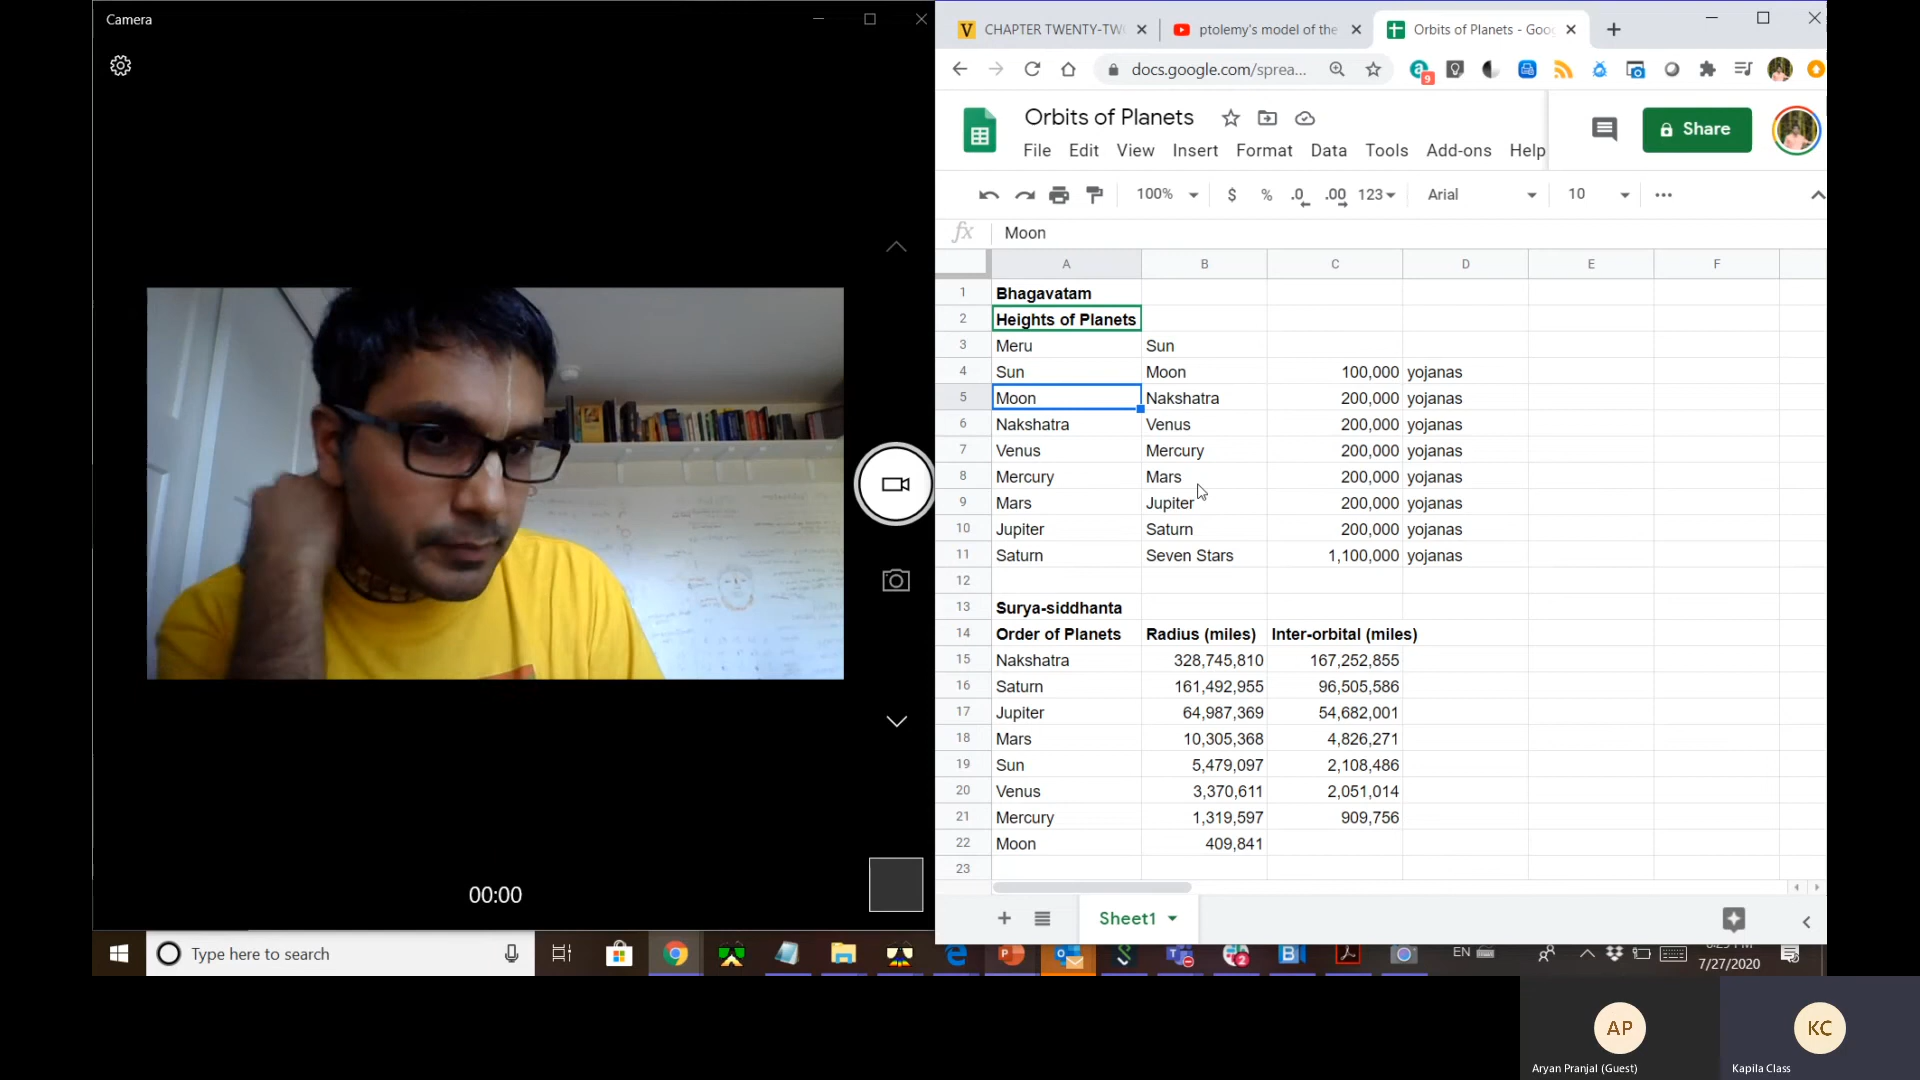 Camera
CHAPTER TWENTY-TW
ptolemy's model of the
Orbits of Planets - Goo
docs.google.com/sprea...
9
Orbits of Planets
File Edit View Insert Format Data Tools Add-ons Help
Share
100% $ % .0 .00 123 Arial 10
fx Moon
A B C D E F
1 Bhagavatam
2 Heights of Planets
3 Meru Sun
4 Sun Moon 100,000 yojanas
5 Moon Nakshatra 200,000 yojanas
6 Nakshatra Venus 200,000 yojanas
7 Venus Mercury 200,000 yojanas
8 Mercury Mars 200,000 yojanas
9 Mars Jupiter 200,000 yojanas
10 Jupiter Saturn 200,000 yojanas
11 Saturn Seven Stars 1,100,000 yojanas
12
13 Surya-siddhanta
14 Order of Planets Radius (miles) Inter-orbital (miles)
15 Nakshatra 328,745,810 167,252,855
16 Saturn 161,492,955 96,505,586
17 Jupiter 64,987,369 54,682,001
18 Mars 10,305,368 4,826,271
19 Sun 5,479,097 2,108,486
20 Venus 3,370,611 2,051,014
21 Mercury 1,319,597 909,756
22 Moon 409,841
23
00:00
Sheet1
Type here to search
EN
7/27/2020
AP
KC
Aryan Pranjal (Guest)
Kapila Class